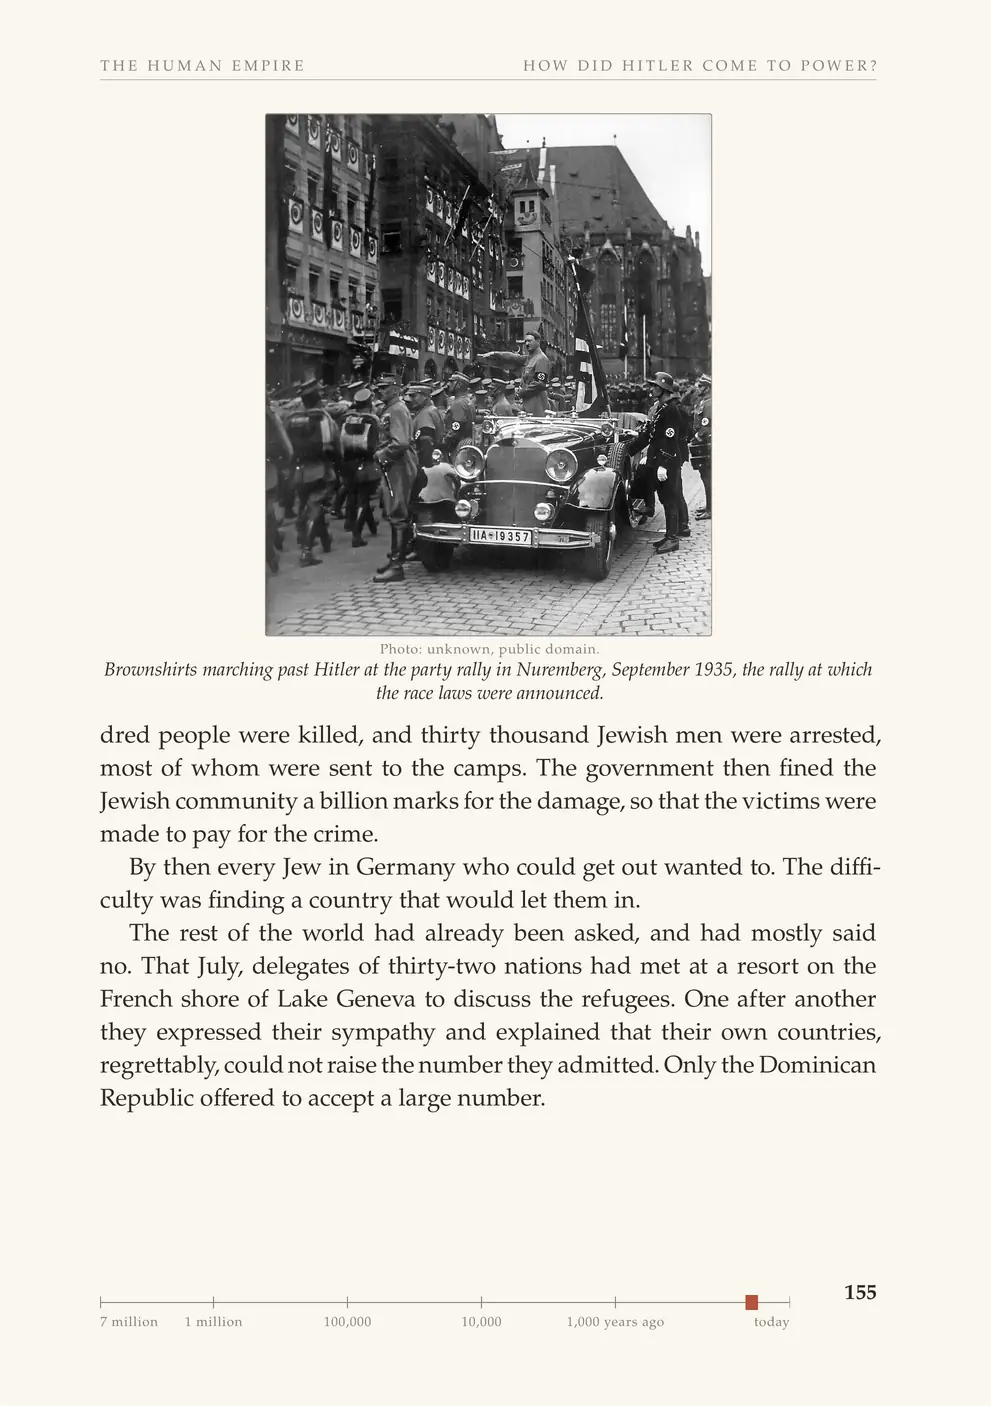 THE HUMAN EMPIRE
HOW DID HITLER COME TO POWER?
IIA-19357
Photo: unknown, public domain.
Brownshirts marching past Hitler at the party rally in Nuremberg, September 1935, the rally at which
the race laws were announced.
dred people were killed, and thirty thousand Jewish men were arrested,
most of whom were sent to the camps. The government then fined the
Jewish community a billion marks for the damage, so that the victims were
made to pay for the crime.
By then every Jew in Germany who could get out wanted to. The diffi-
culty was finding a country that would let them in.
The rest of the world had already been asked, and had mostly said
no. That July, delegates of thirty-two nations had met at a resort on the
French shore of Lake Geneva to discuss the refugees. One after another
they expressed their sympathy and explained that their own countries,
regrettably, could not raise the number they admitted. Only the Dominican
Republic offered to accept a large number.
155
7 million 1 million 100,000 10,000 1,000 years ago today